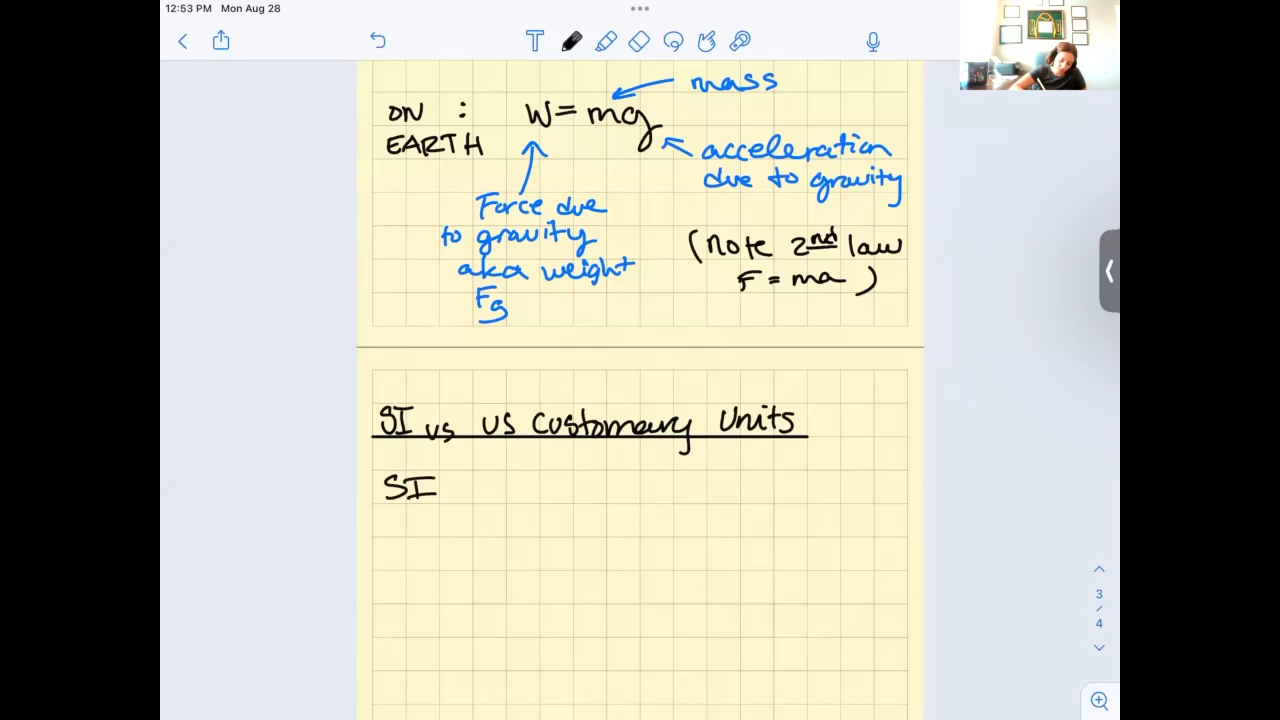 12:53 PM Mon Aug 28
mass
ON : W = mg
EARTH
acceleration
due to gravity
Force due
to gravity
aka weight
Fg
(note 2nd law
F = ma )
SI vs US Customary Units
SI
3
/
4